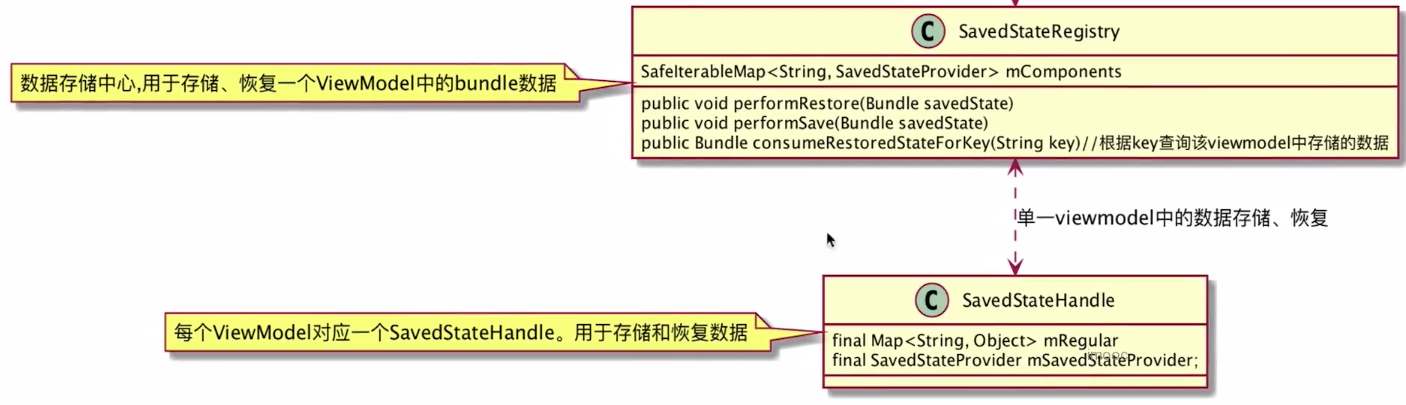 C SavedStateRegistry
数据存储中心,用于存储、恢复一个ViewModel中的bundle数据
SafeIterableMap<String, SavedStateProvider> mComponents
public void performRestore(Bundle savedState)
public void performSave(Bundle savedState)
public Bundle consumeRestoredStateForKey(String key)//根据key查询该viewmodel中存储的数据
单一viewmodel中的数据存储、恢复
C SavedStateHandle
每个ViewModel对应一个SavedStateHandle。用于存储和恢复数据
final Map<String, Object> mRegular
final SavedStateProvider mSavedStateProvider;